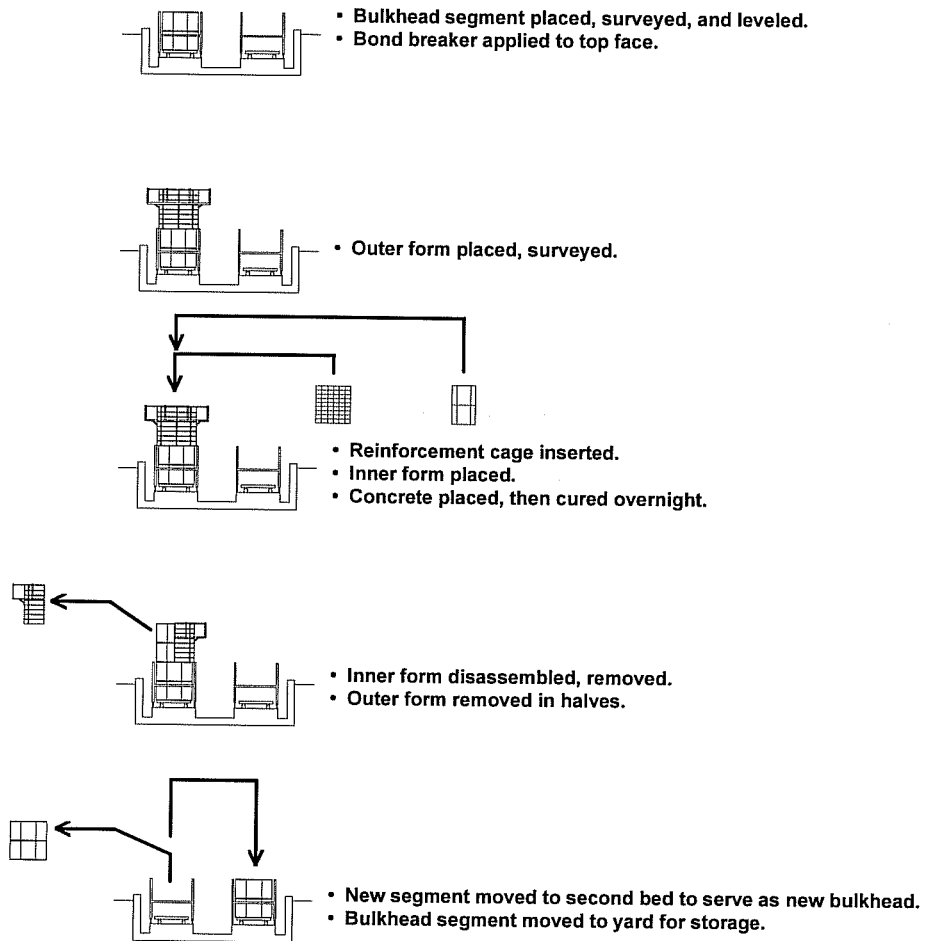 • Bulkhead segment placed, surveyed, and leveled.
• Bond breaker applied to top face.
• Outer form placed, surveyed.
• Reinforcement cage inserted.
• Inner form placed.
• Concrete placed, then cured overnight.
• Inner form disassembled, removed.
• Outer form removed in halves.
• New segment moved to second bed to serve as new bulkhead.
• Bulkhead segment moved to yard for storage.